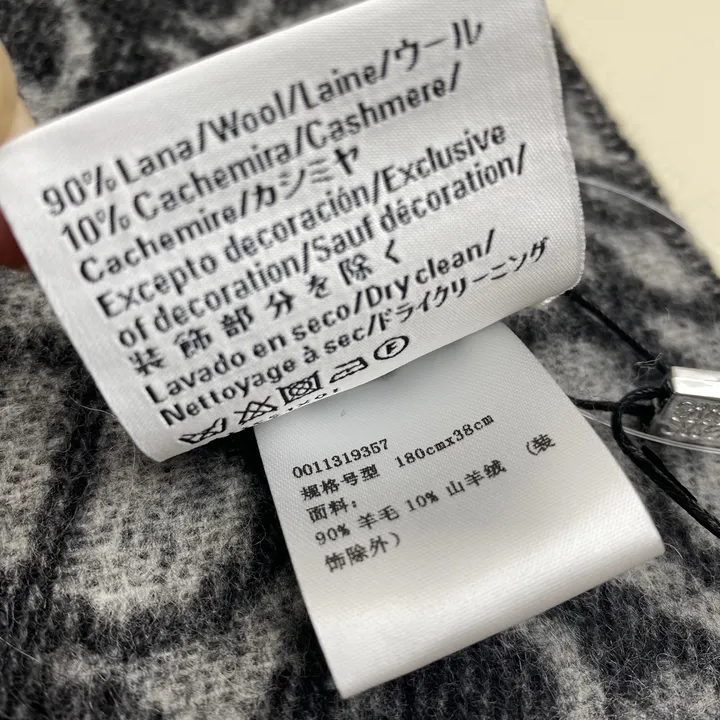 90% Lana/Wool/Laine/ウール
10% Cachemira/Cashmere/
Cachemire/カシミヤ
Excepto decoración/Exclusive
of decoration/Sauf décoration/
装飾部分を除く
Lavado en seco/Dry clean/
Nettoyage à sec/ドライクリーニング
F
0011319357
规格号型 180cmx38cm
面料:
90% 羊毛 10% 山羊绒 (装
饰除外)